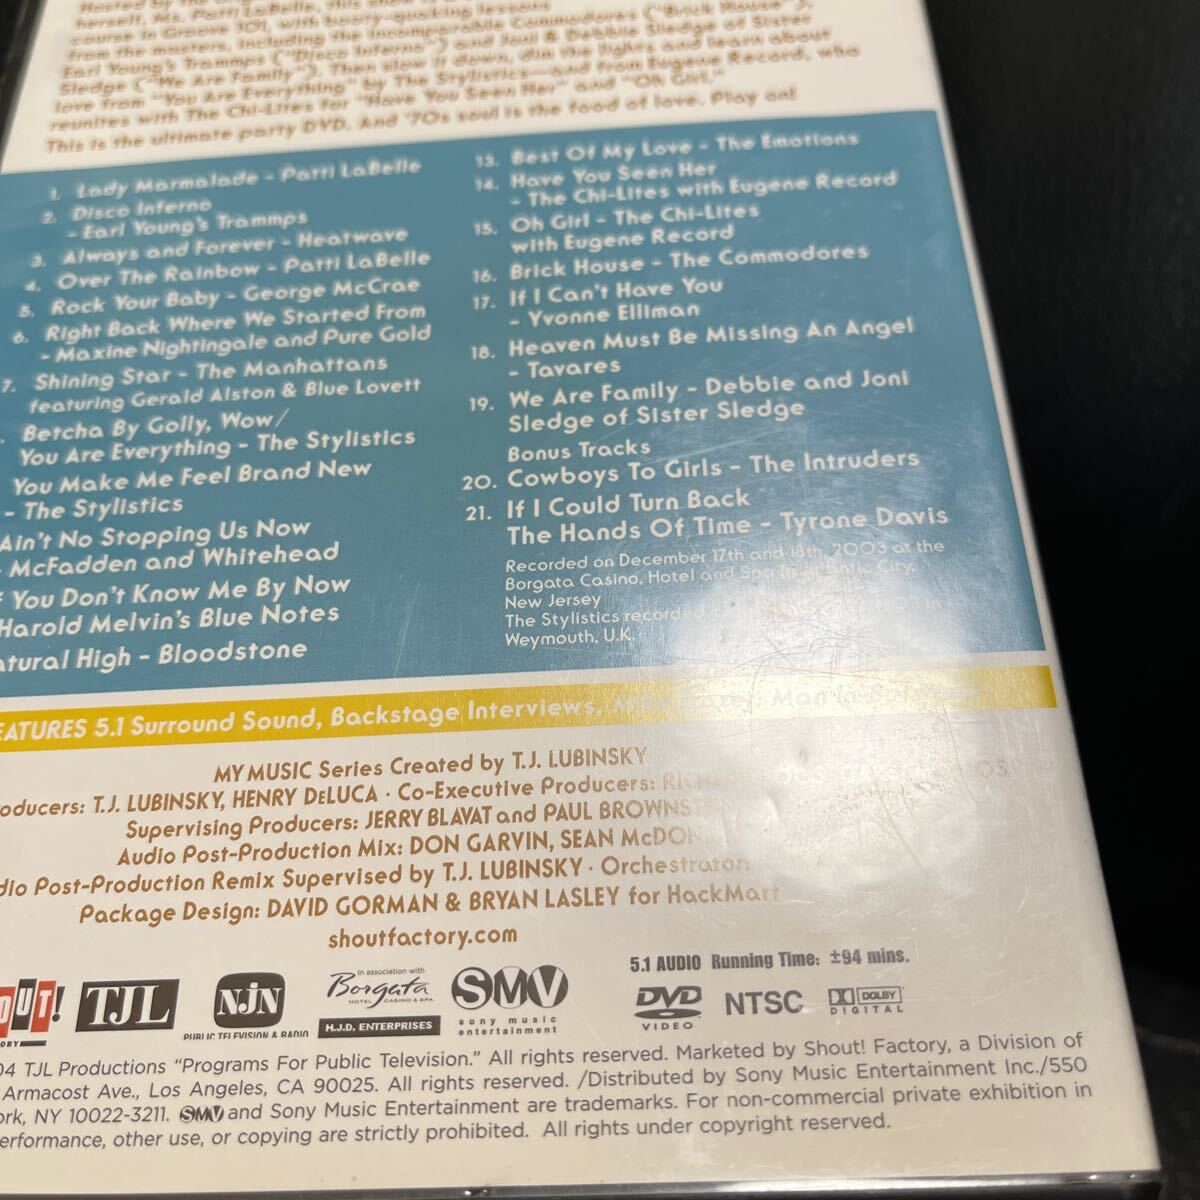 Hosted by the
herself, Ms. Patti LaBelle, this show
course in Groove 101, with booty-quaking lessons
from the masters, including the incomparable Commodores ("Brick House"),
Earl Young's Trammps ("Disco Inferno") and Joni & Debbie Sledge of Sister
Sledge ("We Are Family"). Then slow it down, dim the lights and learn about
love from "You Are Everything" by The Stylistics—and from Eugene Record, who
reunites with The Chi-Lites for "Have You Seen Her" and "Oh Girl."
This is the ultimate party DVD. And '70s soul is the food of love. Play on!
1. Lady Marmalade - Patti LaBelle
2. Disco Inferno
- Earl Young's Trammps
3. Always and Forever - Heatwave
4. Over The Rainbow - Patti LaBelle
5. Rock Your Baby - George McCrae
6. Right Back Where We Started From
- Maxine Nightingale and Pure Gold
7. Shining Star - The Manhattans
featuring Gerald Alston & Blue Lovett
Betcha By Golly, Wow/
You Are Everything - The Stylistics
You Make Me Feel Brand New
- The Stylistics
Ain't No Stopping Us Now
- McFadden and Whitehead
f You Don't Know Me By Now
Harold Melvin's Blue Notes
atural High - Bloodstone
13. Best Of My Love - The Emotions
14. Have You Seen Her
- The Chi-Lites with Eugene Record
15. Oh Girl - The Chi-Lites
with Eugene Record
16. Brick House - The Commodores
17. If I Can't Have You
- Yvonne Elliman
18. Heaven Must Be Missing An Angel
- Tavares
19. We Are Family - Debbie and Joni
Sledge of Sister Sledge
Bonus Tracks
20. Cowboys To Girls - The Intruders
21. If I Could Turn Back
The Hands Of Time - Tyrone Davis
Recorded on December 17th and 18th, 2003 at the
Borgata Casino, Hotel and Spa in Atlantic City,
New Jersey
The Stylistics recorded in
Weymouth, U.K.
EATURES 5.1 Surround Sound, Backstage Interviews,
MY MUSIC Series Created by T.J. LUBINSKY
oducers: T.J. LUBINSKY, HENRY DeLUCA · Co-Executive Producers:
Supervising Producers: JERRY BLAVAT and PAUL BROWNS
Audio Post-Production Mix: DON GARVIN, SEAN McDON
dio Post-Production Remix Supervised by T.J. LUBINSKY · Orchestration
Package Design: DAVID GORMAN & BRYAN LASLEY for HackMart
shoutfactory.com
OUT!
ORY
TJL
NJN
PUBLIC TELEVISION & RADIO
In association with
Borgata
HOTEL CASINO & SPA
H.J.D. ENTERPRISES
SMV
sony music
entertainment
5.1 AUDIO Running Time: ±94 mins.
DVD
VIDEO
NTSC
DOLBY
DIGITAL
04 TJL Productions "Programs For Public Television." All rights reserved. Marketed by Shout! Factory, a Division of
Armacost Ave., Los Angeles, CA 90025. All rights reserved. /Distributed by Sony Music Entertainment Inc./550
ork, NY 10022-3211. SMV and Sony Music Entertainment are trademarks. For non-commercial private exhibition in
erformance, other use, or copying are strictly prohibited. All rights under copyright reserved.